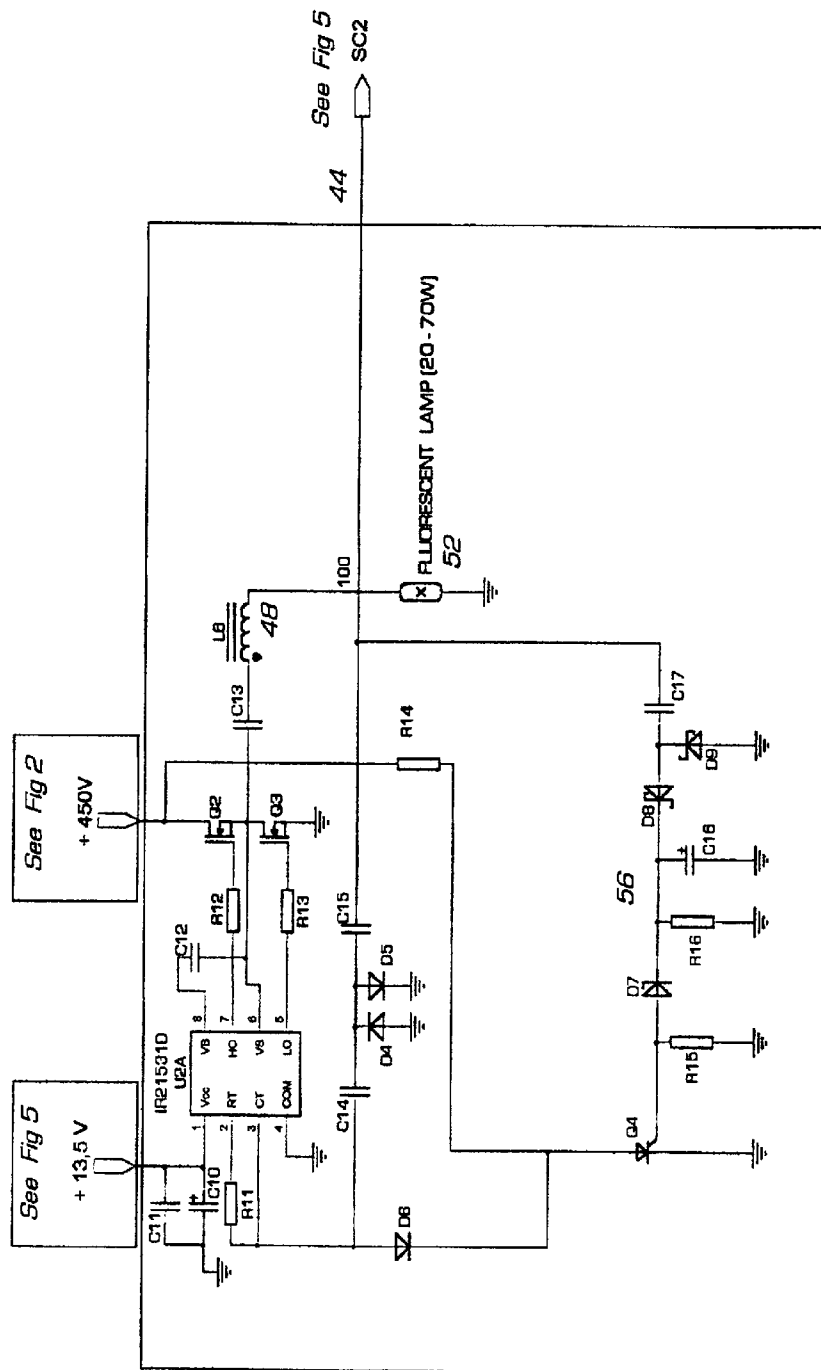 See Fig 5
+ 13,5 V
See Fig 2
+ 450V
C11
C10
IR21531D
U2A
1
Vcc
VB
8
2
RT
HO
7
3
CT
VS
6
4
COM
LO
5
R11
C12
R12
R13
Q2
Q3
C13
L6
48
100
44
See Fig 5
SC2
C14
D4
D5
C15
R14
FLUORESCENT LAMP (20-70W)
52
D6
Q4
R15
D7
R16
56
C16
D8
D9
C17